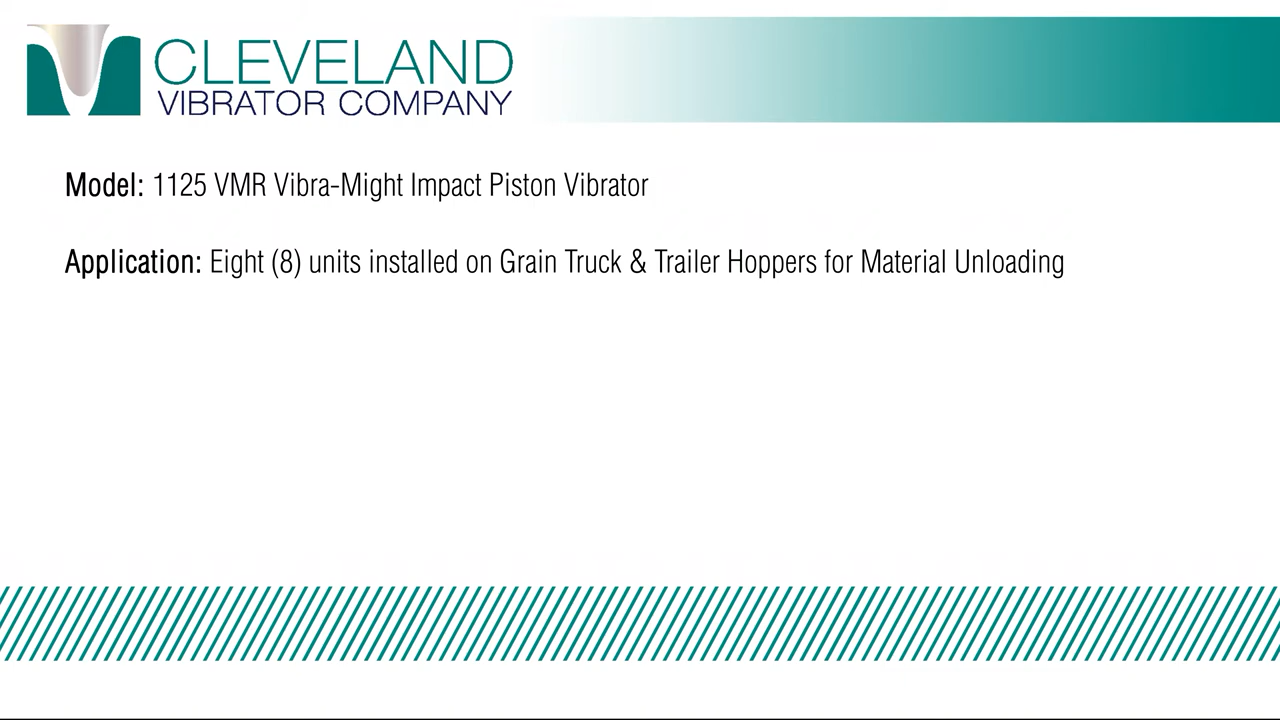 CLEVELAND
VIBRATOR COMPANY
Model: 1125 VMR Vibra-Might Impact Piston Vibrator
Application: Eight (8) units installed on Grain Truck & Trailer Hoppers for Material Unloading